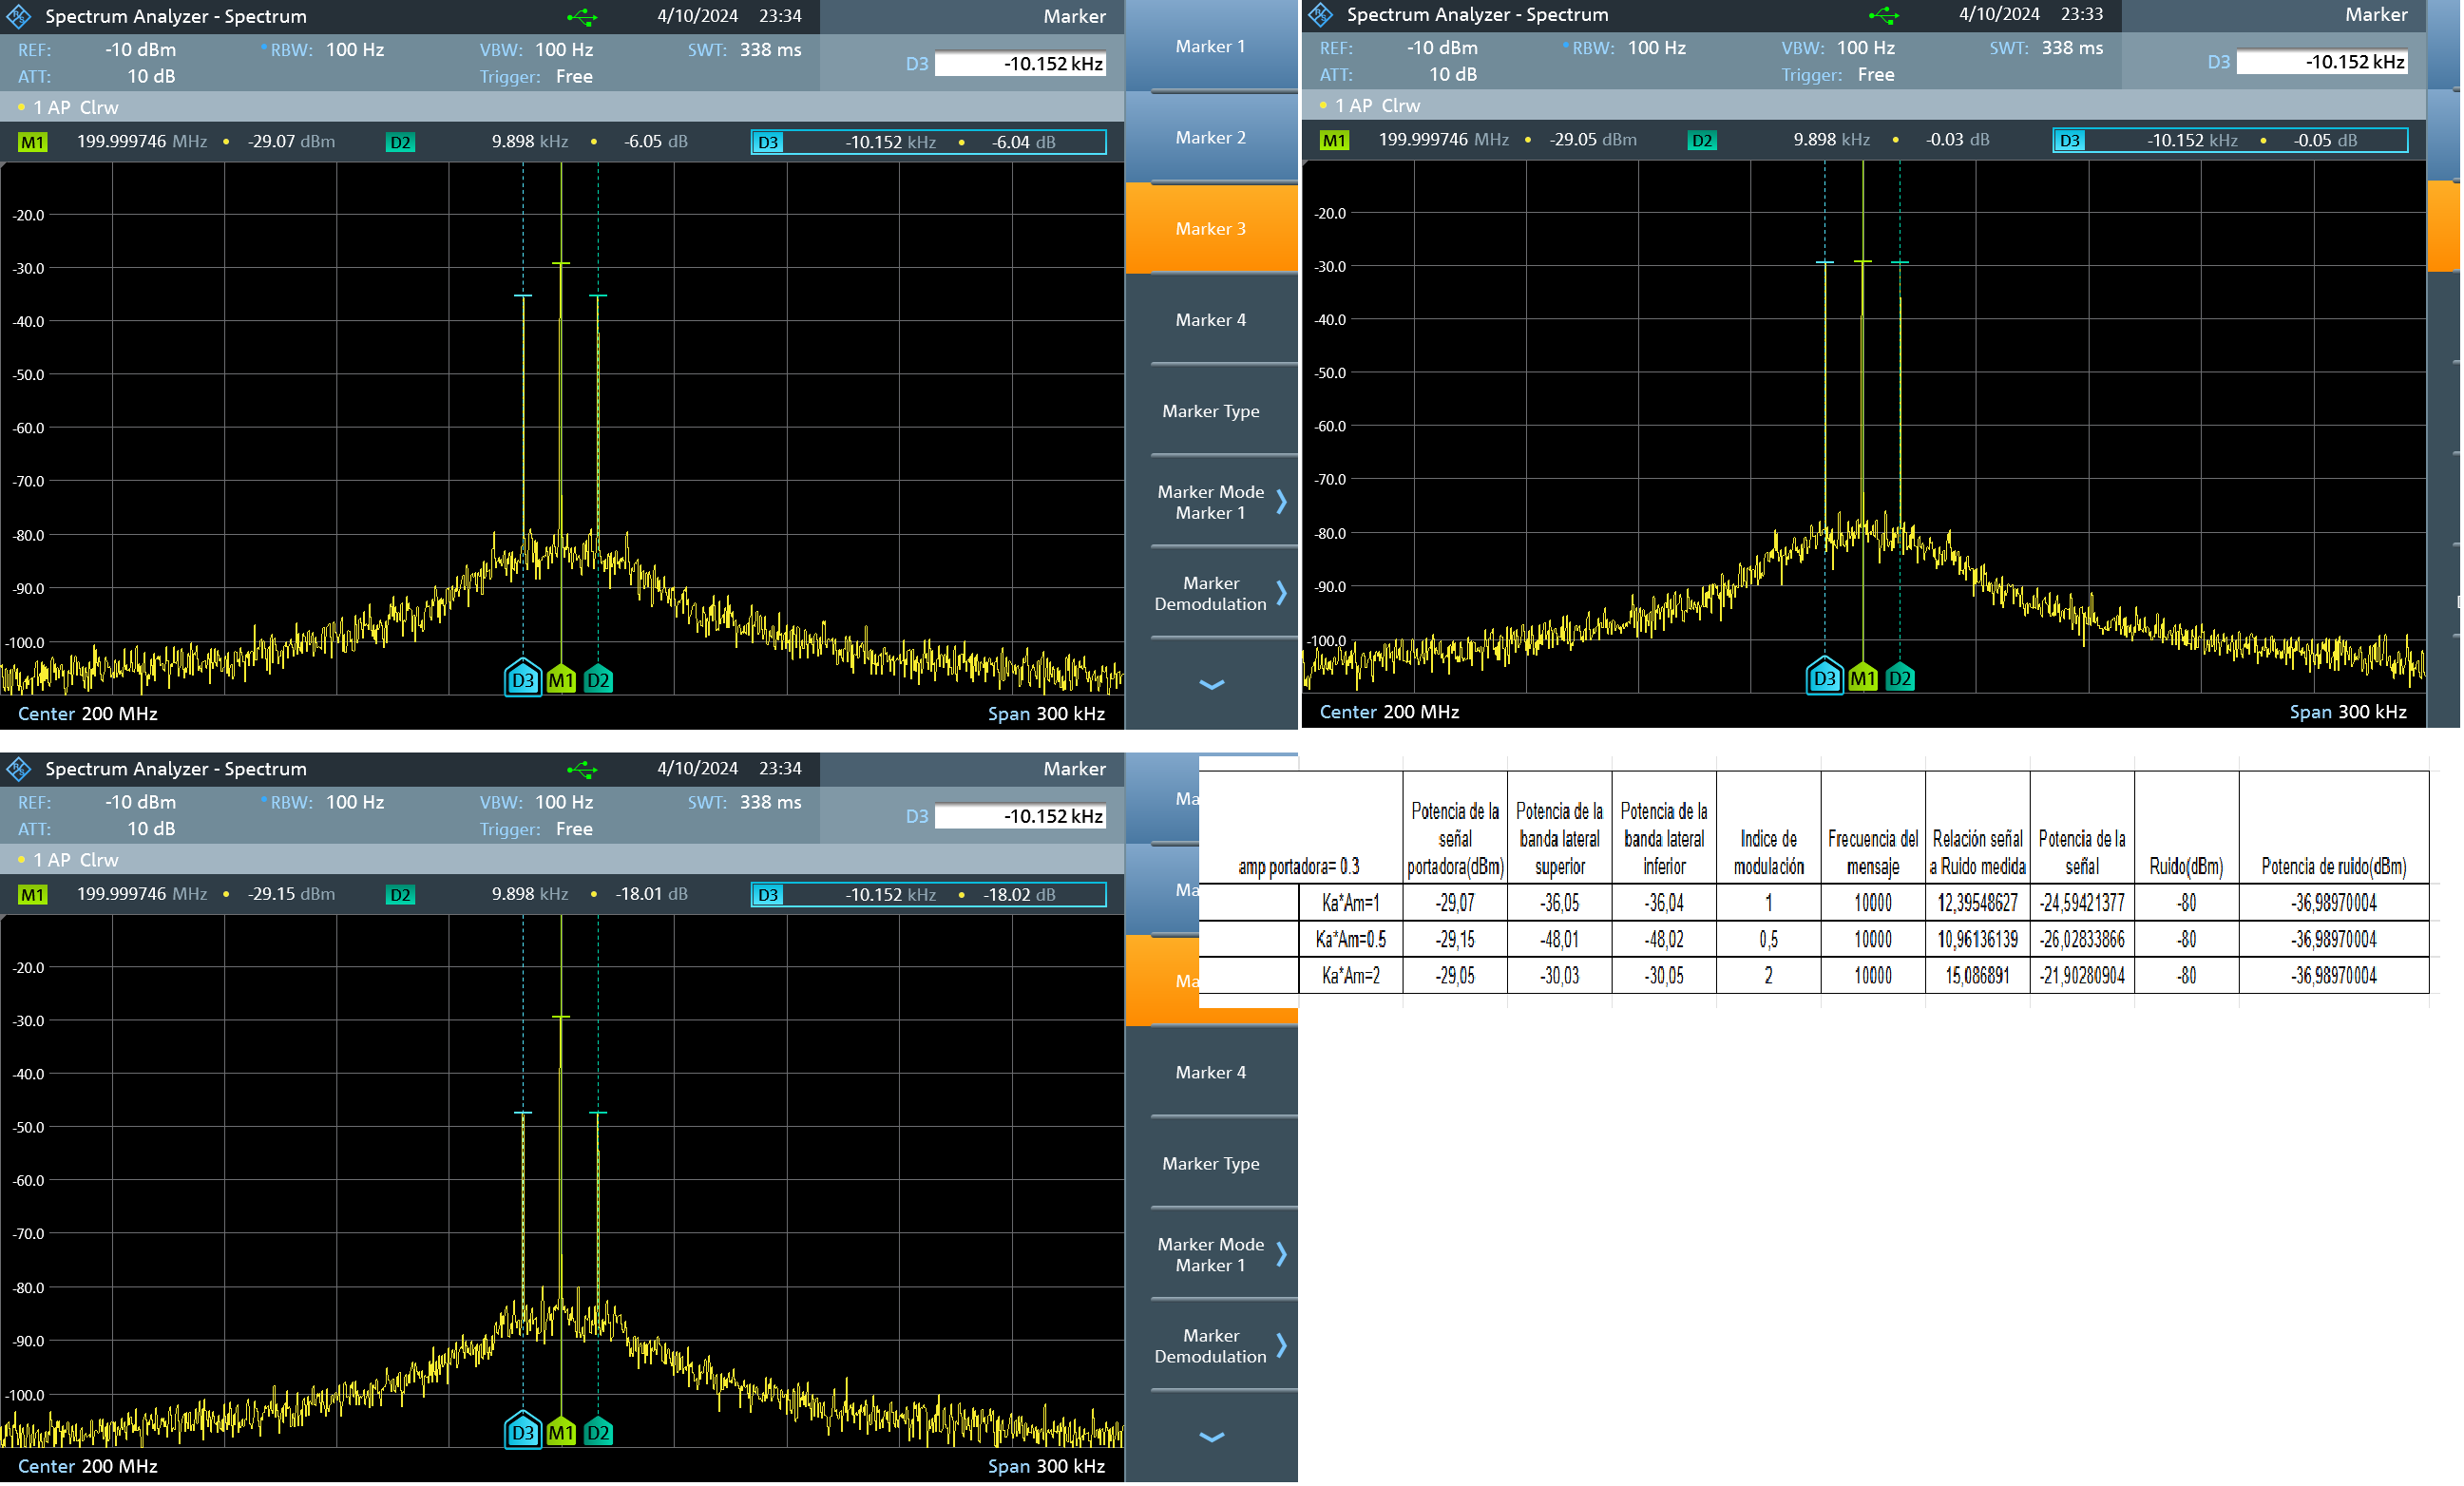 Spectrum Analyzer - Spectrum 4/10/2024 23:34 Marker
REF: -10 dBm RBW: 100 Hz VBW: 100 Hz SWT: 338 ms
ATT: 10 dB Trigger: Free
D3 -10.152 kHz
1 AP Clrw
M1 199.999746 MHz • -29.07 dBm D2 9.898 kHz • -6.05 dB D3 -10.152 kHz • -6.04 dB
-20.0
-30.0
-40.0
-50.0
-60.0
-70.0
-80.0
-90.0
-100.0
D3 M1 D2
Center 200 MHz Span 300 kHz
Marker 1
Marker 2
Marker 3
Marker 4
Marker Type
Marker Mode
Marker 1
Marker
Demodulation
Spectrum Analyzer - Spectrum 4/10/2024 23:33 Marker
REF: -10 dBm RBW: 100 Hz VBW: 100 Hz SWT: 338 ms
ATT: 10 dB Trigger: Free
D3 -10.152 kHz
1 AP Clrw
M1 199.999746 MHz • -29.05 dBm D2 9.898 kHz • -0.03 dB D3 -10.152 kHz • -0.05 dB
-20.0
-30.0
-40.0
-50.0
-60.0
-70.0
-80.0
-90.0
-100.0
D3 M1 D2
Center 200 MHz Span 300 kHz
Spectrum Analyzer - Spectrum 4/10/2024 23:34 Marker
REF: -10 dBm RBW: 100 Hz VBW: 100 Hz SWT: 338 ms
ATT: 10 dB Trigger: Free
D3 -10.152 kHz
1 AP Clrw
M1 199.999746 MHz • -29.15 dBm D2 9.898 kHz • -18.01 dB D3 -10.152 kHz • -18.02 dB
-20.0
-30.0
-40.0
-50.0
-60.0
-70.0
-80.0
-90.0
-100.0
D3 M1 D2
Center 200 MHz Span 300 kHz
Ma
Ma
Ma
Marker 4
Marker Type
Marker Mode
Marker 1
Marker
Demodulation
amp portadora= 0.3
Potencia de la
señal
portadora(dBm)
Potencia de la
banda lateral
superior
Potencia de la
banda lateral
inferior
Indice de
modulación
Frecuencia del
mensaje
Relación señal
a Ruido medida
Potencia de la
señal
Ruido(dBm)
Potencia de ruido(dBm)
Ka*Am=1 -29,07 -36,05 -36,04 1 10000 12,39548627 -24,59421377 -80 -36,98970004
Ka*Am=0.5 -29,15 -48,01 -48,02 0,5 10000 10,96136139 -26,02833866 -80 -36,98970004
Ka*Am=2 -29,05 -30,03 -30,05 2 10000 15,086891 -21,90280904 -80 -36,98970004